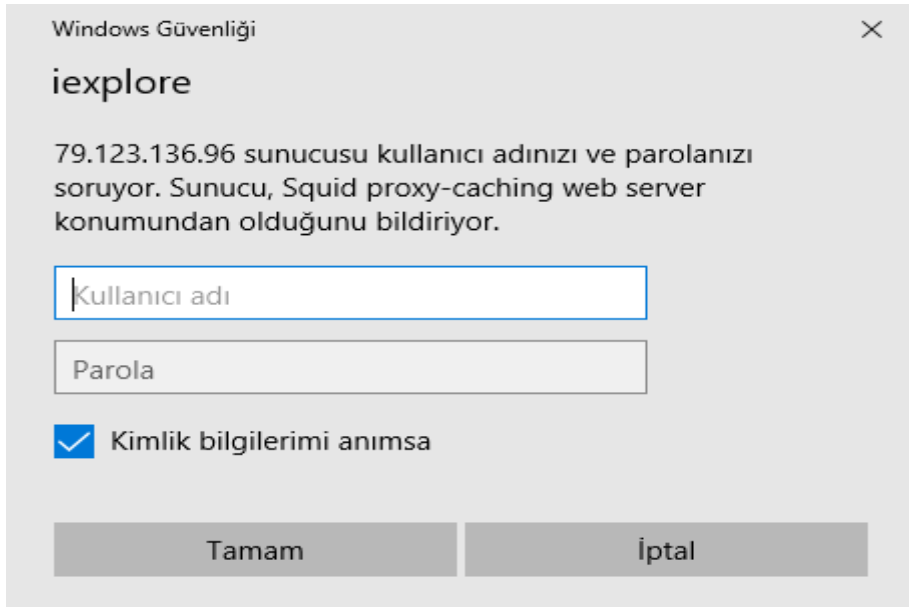 Windows Güvenliği
iexplore
79.123.136.96 sunucusu kullanıcı adınızı ve parolanızı
soruyor. Sunucu, Squid proxy-caching web server
konumundan olduğunu bildiriyor.
Kullanıcı adı
Parola
Kimlik bilgilerimi anımsa
Tamam
İptal